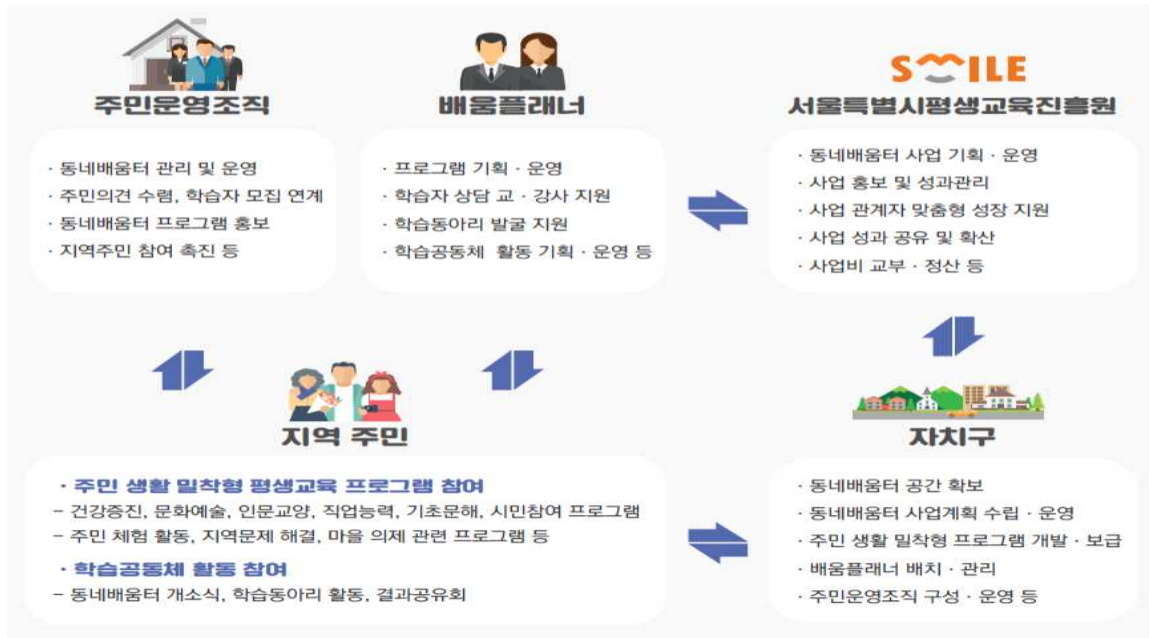 주민운영조직
· 동네배움터 관리 및 운영
· 주민의견 수렴, 학습자 모집 연계
· 동네배움터 프로그램 홍보
· 지역주민 참여 촉진 등
배움플래너
· 프로그램 기획 · 운영
· 학습자 상담 교 · 강사 지원
· 학습동아리 발굴 지원
· 학습공동체 활동 기획 · 운영 등
SMILE
서울특별시평생교육진흥원
· 동네배움터 사업 기획 · 운영
· 사업 홍보 및 성과관리
· 사업 관계자 맞춤형 성장 지원
· 사업 성과 공유 및 확산
· 사업비 교부 · 정산 등
지역 주민
· 주민 생활 밀착형 평생교육 프로그램 참여
– 건강증진, 문화예술, 인문교양, 직업능력, 기초문해, 시민참여 프로그램
– 주민 체험 활동, 지역문제 해결, 마을 의제 관련 프로그램 등
· 학습공동체 활동 참여
– 동네배움터 개소식, 학습동아리 활동, 결과공유회
자치구
· 동네배움터 공간 확보
· 동네배움터 사업계획 수립 · 운영
· 주민 생활 밀착형 프로그램 개발 · 보급
· 배움플래너 배치 · 관리
· 주민운영조직 구성 · 운영 등